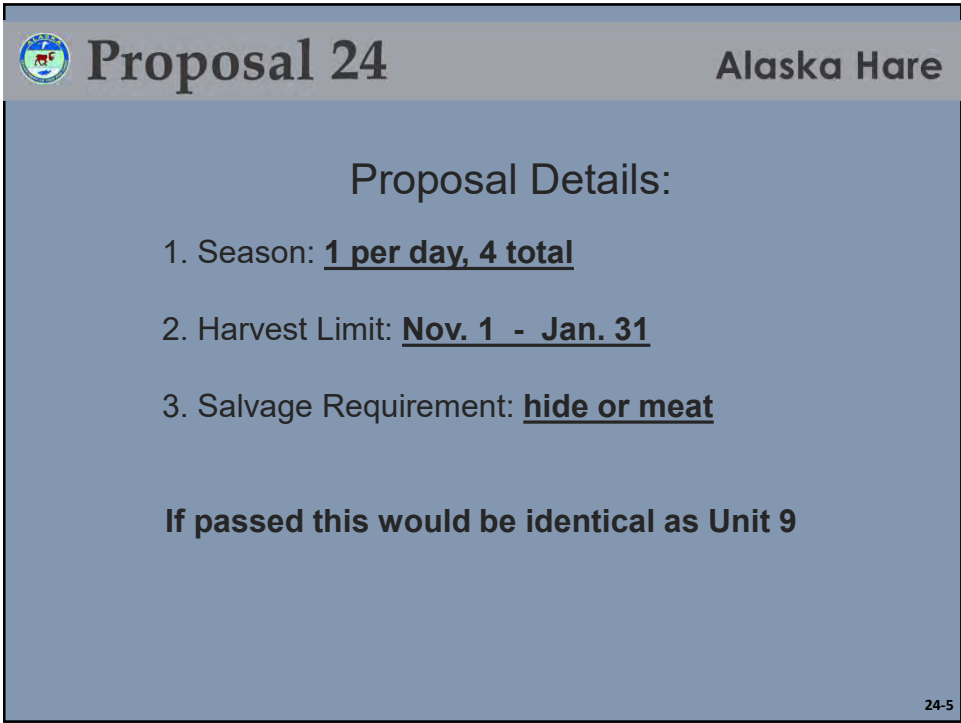 Proposal 24
Alaska Hare
Proposal Details:
1. Season: 1 per day, 4 total
2. Harvest Limit: Nov. 1 - Jan. 31
3. Salvage Requirement: hide or meat
If passed this would be identical as Unit 9
24-5